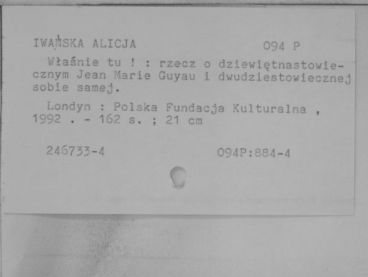 IWAŃSKA ALICJA 094 P
Właśnie tu ! : rzecz o dziewiętnastowie-
cznym Jean Marie Guyau i dwudziestowiecznej
sobie samej.
Londyn : Polska Fundacja Kulturalna ,
1992 . - 162 s. ; 21 cm
246733-4 094P:884-4